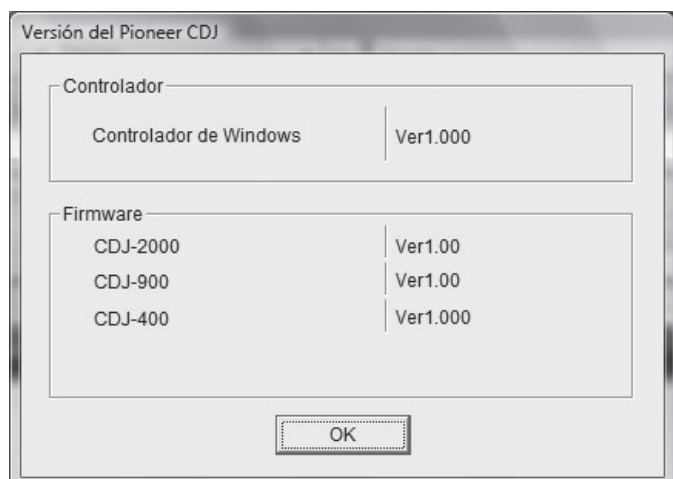 Versión del Pioneer CDJ
Controlador
Controlador de Windows Ver1.000
Firmware
CDJ-2000 Ver1.00
CDJ-900 Ver1.00
CDJ-400 Ver1.000
OK